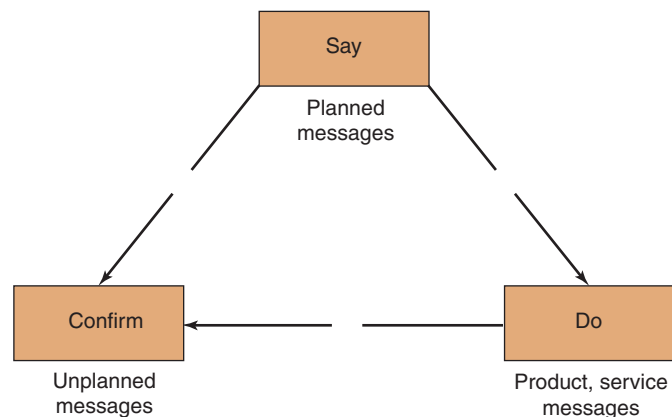 Say
Planned
messages
Confirm
Do
Unplanned
messages
Product, service
messages